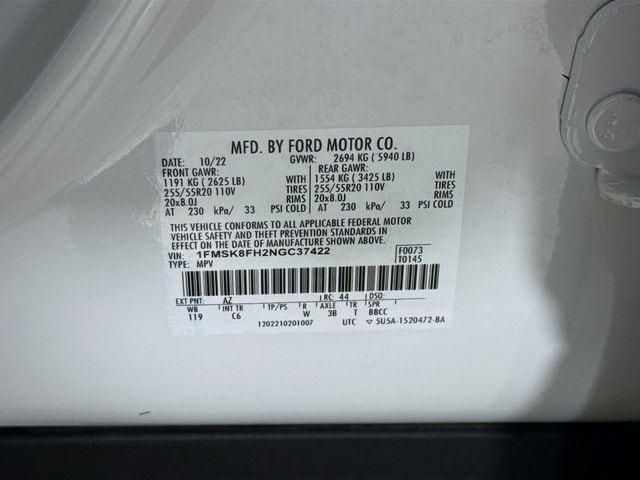 MFD. BY FORD MOTOR CO.
DATE: 10/22 GVWR: 2694 KG ( 5940 LB)
FRONT GAWR: REAR GAWR:
1191 KG ( 2625 LB) WITH 1554 KG ( 3425 LB) WITH
255/55R20 110V TIRES 255/55R20 110V TIRES
20x8.0J RIMS 20x8.0J RIMS
AT 230 kPa/ 33 PSI COLD AT 230 kPa/ 33 PSI COLD
THIS VEHICLE CONFORMS TO ALL APPLICABLE FEDERAL MOTOR
VEHICLE SAFETY AND THEFT PREVENTION STANDARDS IN
EFFECT ON THE DATE OF MANUFACTURE SHOWN ABOVE.
VIN: 1FMSK8FH2NGC37422 F0073
TYPE: MPV T0145
EXT PNT: AZ RC: 44 DSO:
WB INT TR TP/PS R AXLE TR SPR
119 C6 W 3B T BBCC
1202210201007 UTC ▽ 5USA-1520472-BA